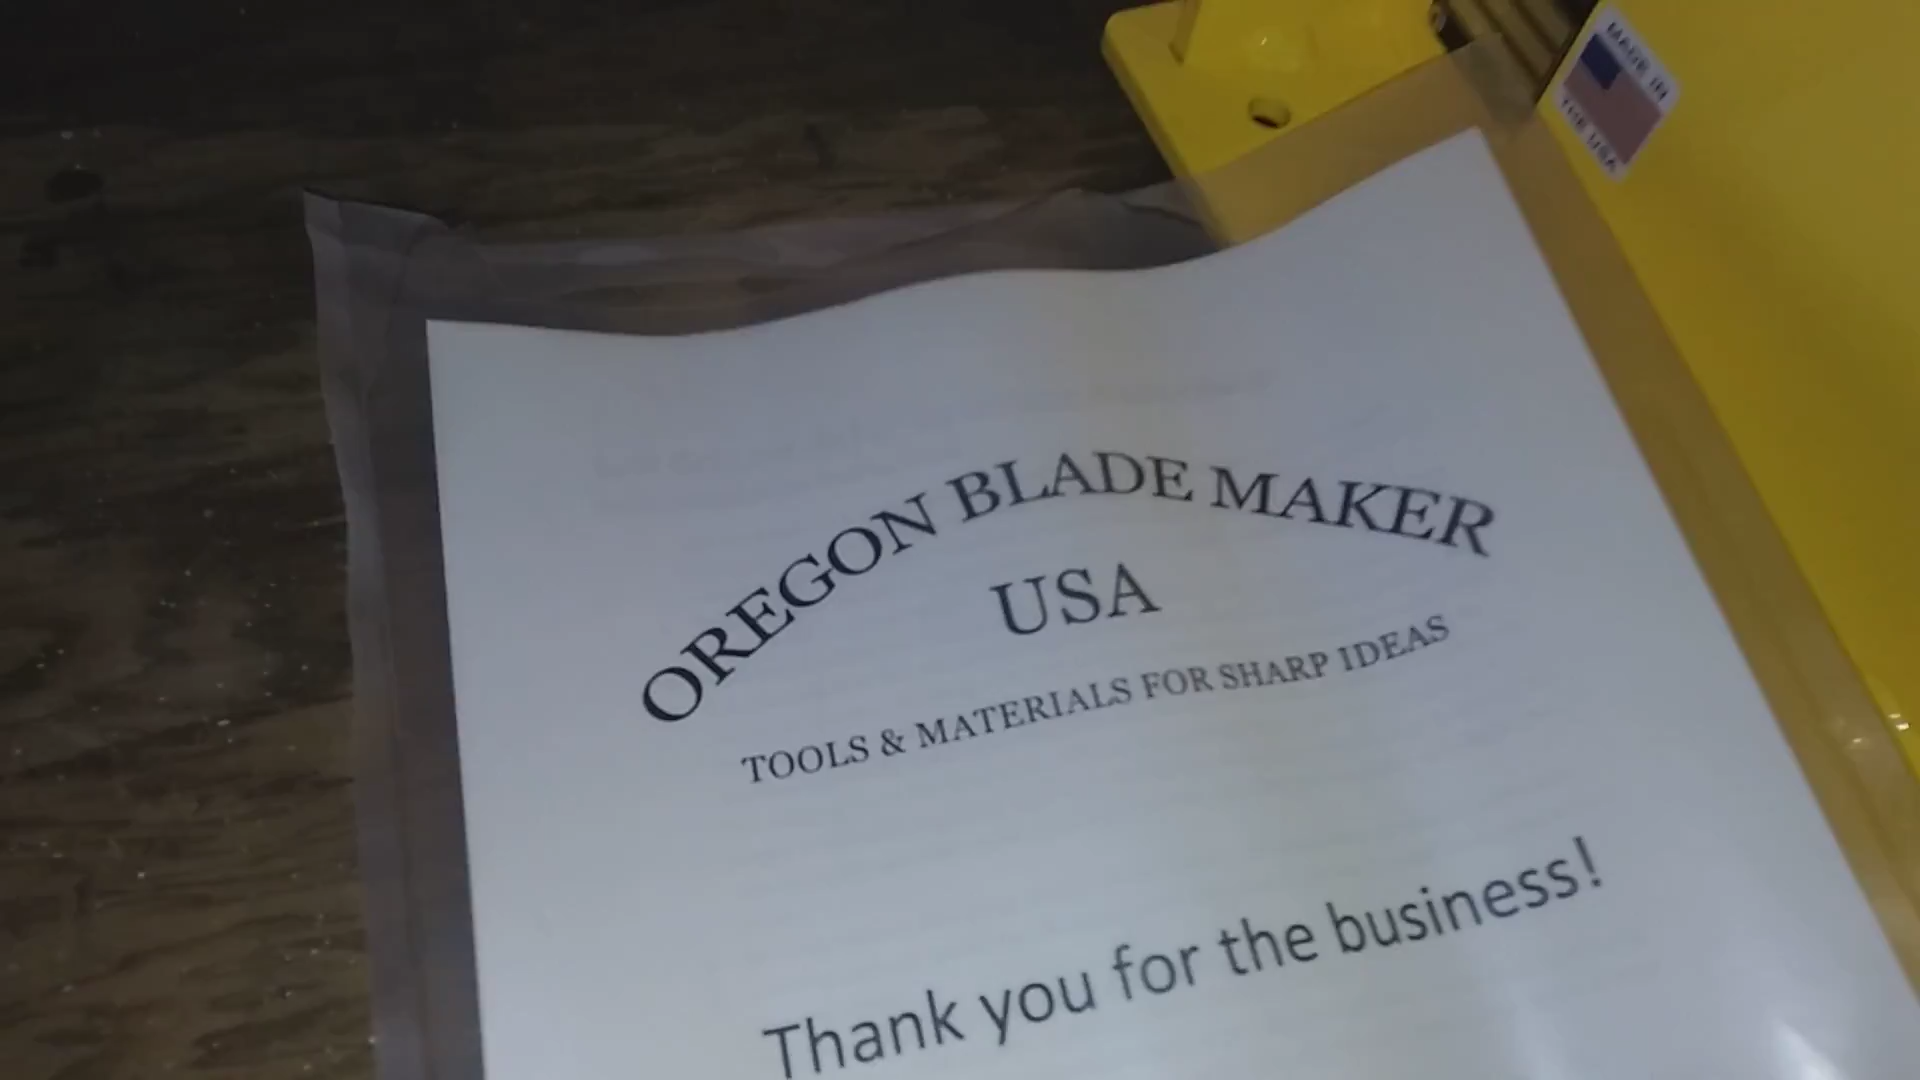 MADE IN
THE USA
OREGON BLADE MAKER
USA
TOOLS & MATERIALS FOR SHARP IDEAS
Thank you for the business!